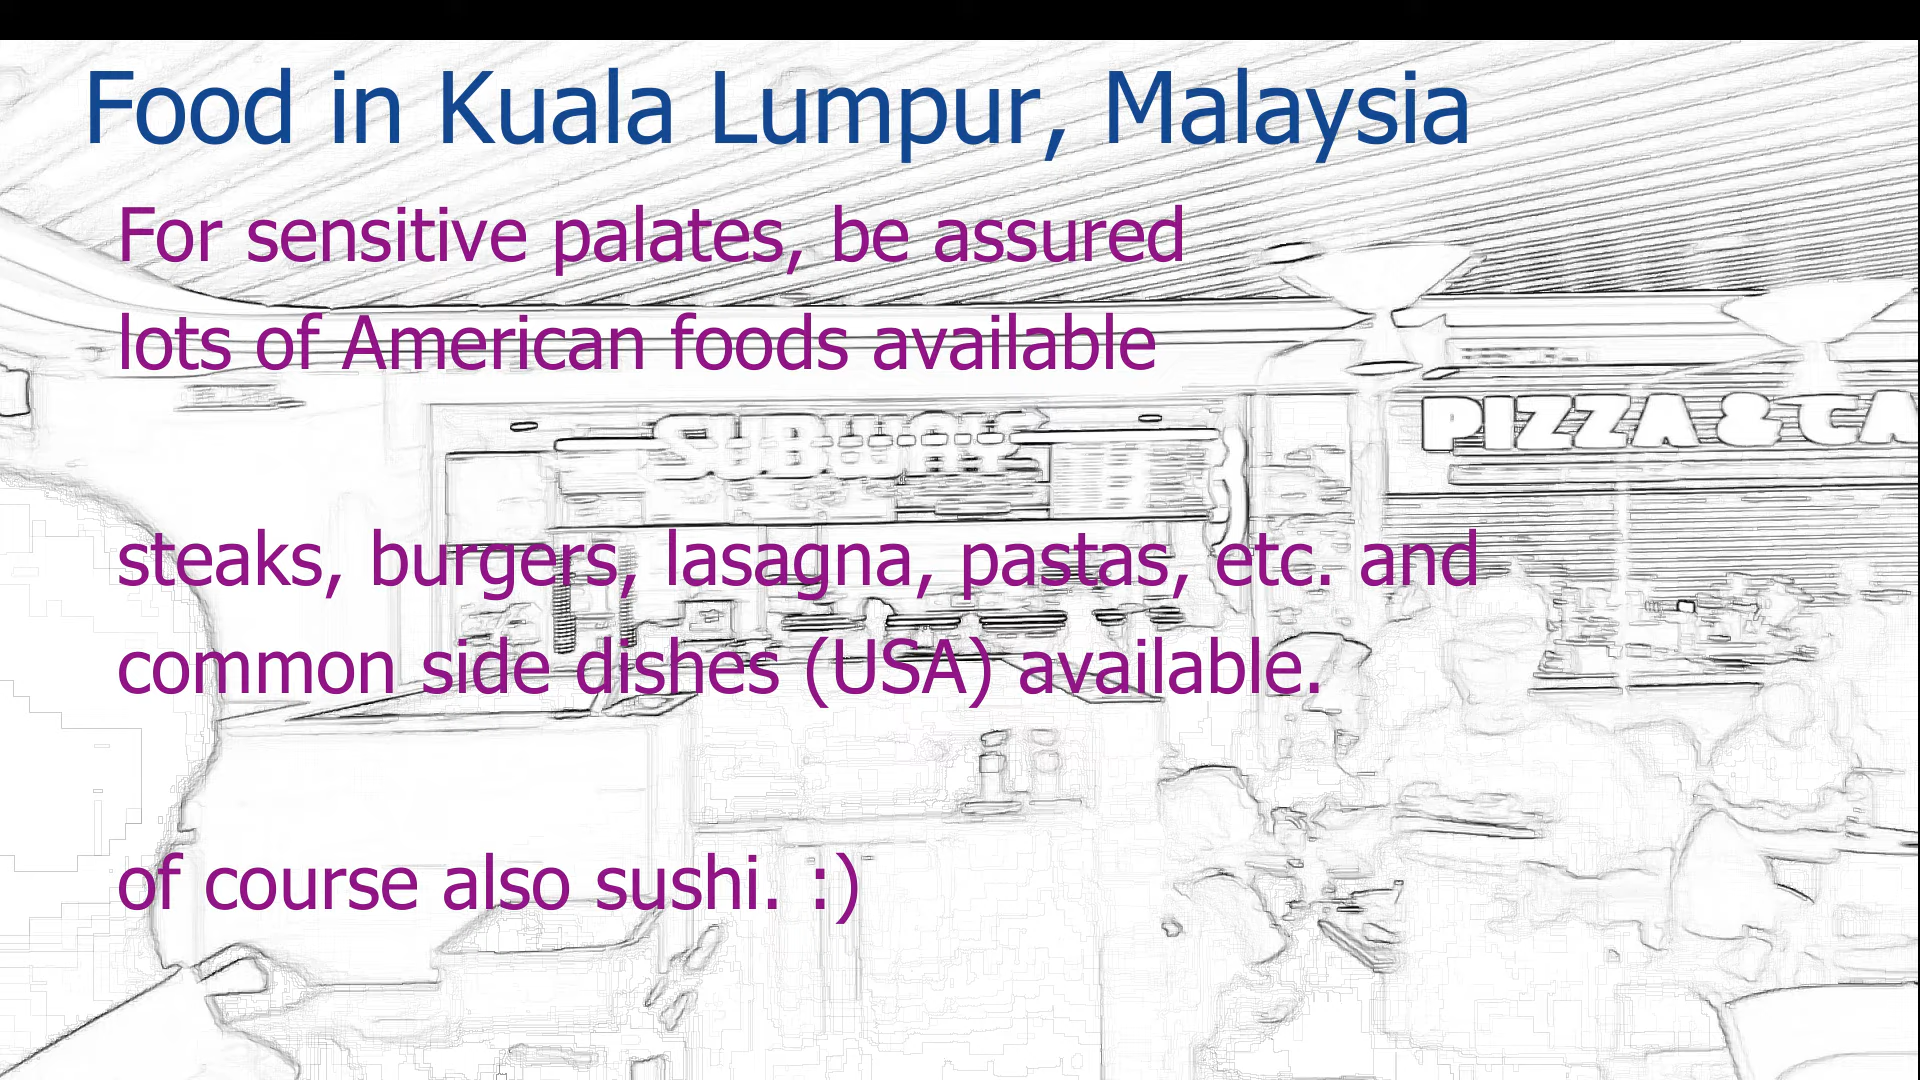 Food in Kuala Lumpur, Malaysia
For sensitive palates, be assured
lots of American foods available
SUBWAY
PIZZA & CA
steaks, burgers, lasagna, pastas, etc. and
common side dishes (USA) available.
of course also sushi. :)